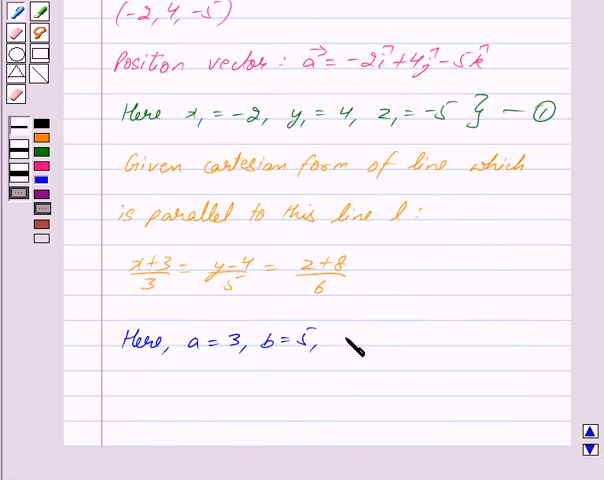 (-2, 4, -5)
Position vector: a⃗ = -2î + 4ĵ - 5k̂
Here x₁ = -2, y₁ = 4, z₁ = -5 } — ①
Given cartesian form of line which
is parallel to this line l:
x+3/3 = y-4/5 = z+8/6
Here, a = 3, b = 5,